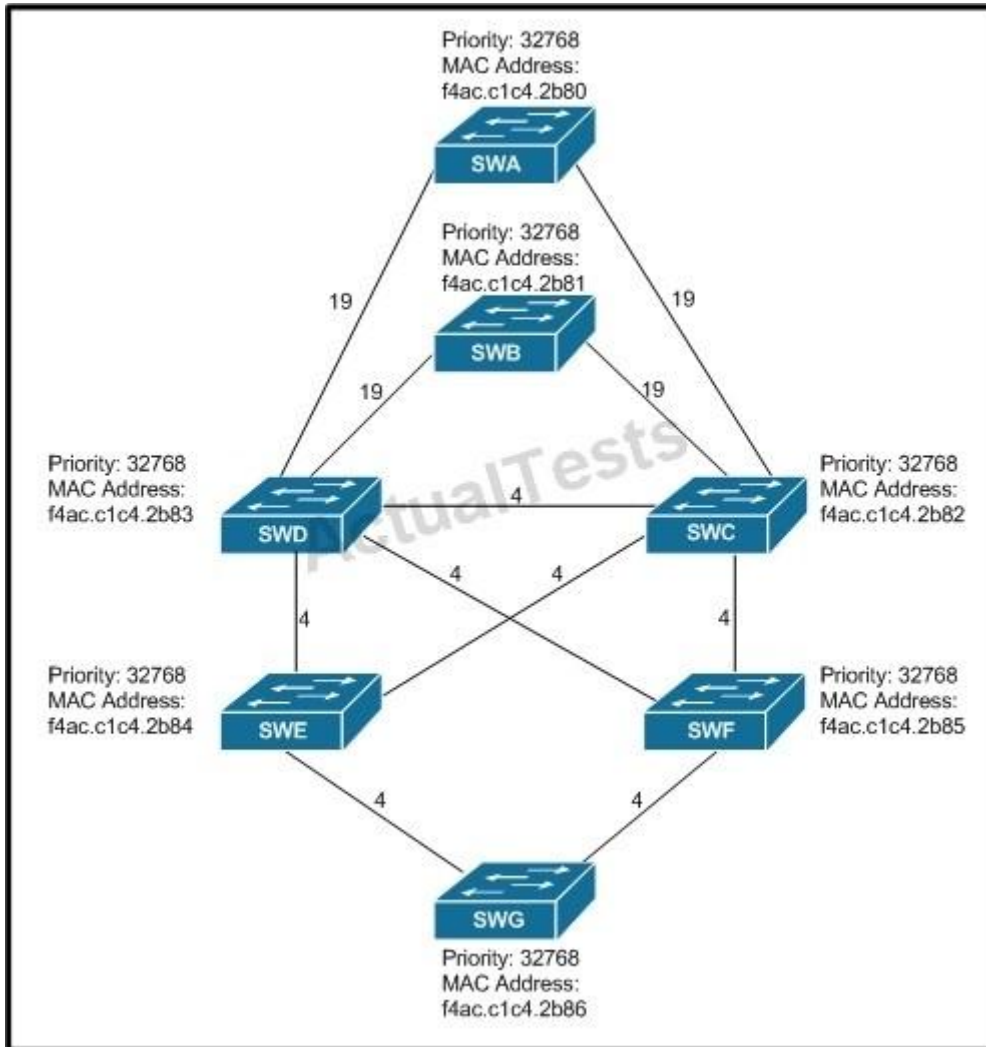 Priority: 32768
MAC Address:
f4ac.c1c4.2b80
SWA
Priority: 32768
MAC Address:
f4ac.c1c4.2b81
19
19
SWB
19
19
ActualTests
Priority: 32768
MAC Address:
f4ac.c1c4.2b83
Priority: 32768
MAC Address:
f4ac.c1c4.2b82
4
SWD
SWC
4
4
4
4
Priority: 32768
MAC Address:
f4ac.c1c4.2b84
Priority: 32768
MAC Address:
f4ac.c1c4.2b85
SWE
SWF
4
4
SWG
Priority: 32768
MAC Address:
f4ac.c1c4.2b86